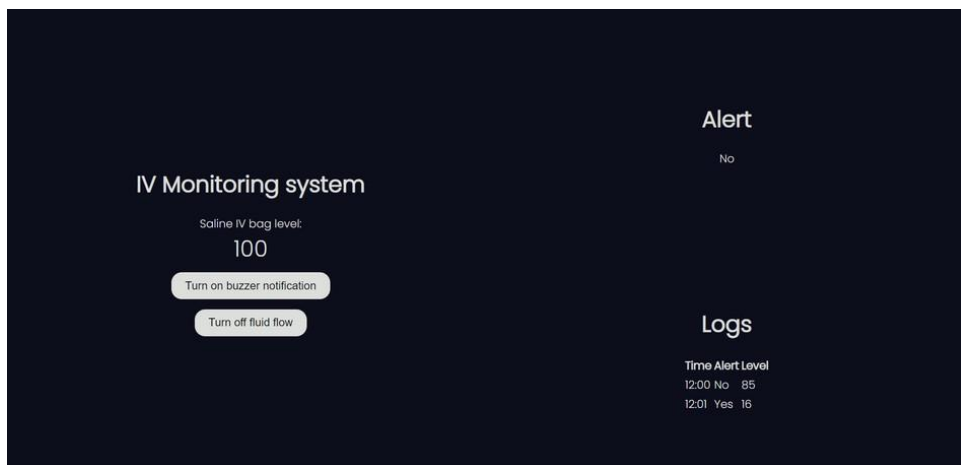 IV Monitoring system
Saline IV bag level:
100
Turn on buzzer notification
Turn off fluid flow
Alert
No
Logs
Time Alert Level
12:00 No 85
12:01 Yes 16